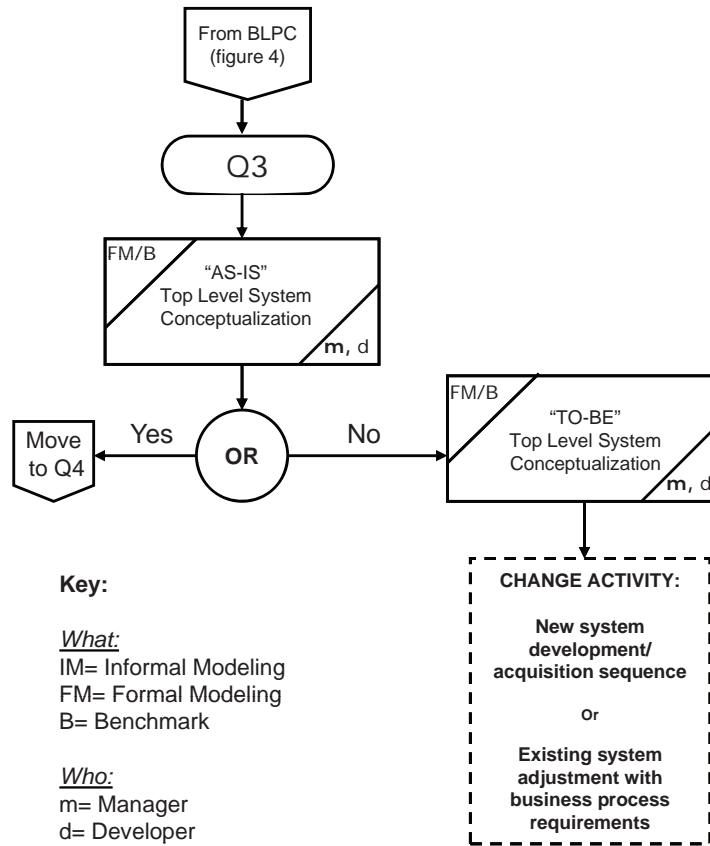 From BLPC
(figure 4)
Q3
FM/B
“AS-IS”
Top Level System
Conceptualization
m, d
Yes
OR
No
Move
to Q4
FM/B
“TO-BE”
Top Level System
Conceptualization
m, d
Key:
What:
IM= Informal Modeling
FM= Formal Modeling
B= Benchmark
Who:
m= Manager
d= Developer
CHANGE ACTIVITY:
New system
development/
acquisition sequence
Or
Existing system
adjustment with
business process
requirements